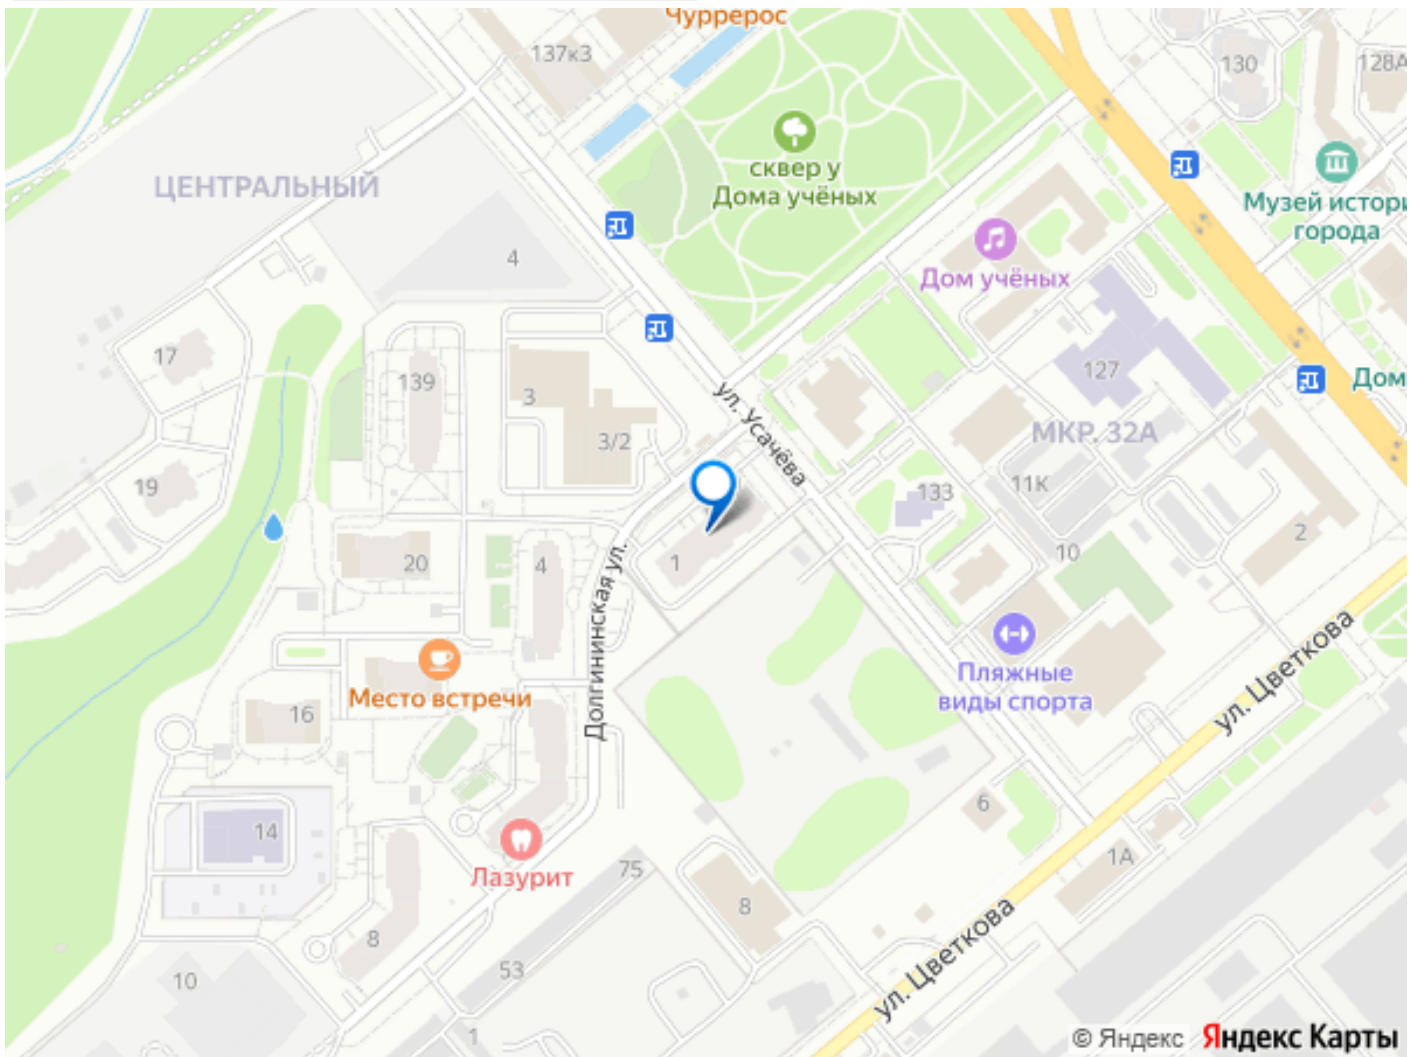 Чуррерос
137к3
130
128А
сквер у
Дома учёных
ЦЕНТРАЛЬНЫЙ
Музей истори
города
4
Дом учёных
17
139
3
3/2
127
Дом
ул. Усачёва
МКР. 32А
19
133
11К
2
20
4
1
10
Долгининская ул.
Место встречи
16
Пляжные
виды спорта
ул. Цветкова
14
6
Лазурит
75
1А
8
8
53
ул. Цветкова
10
1
© Яндекс Яндекс Карты